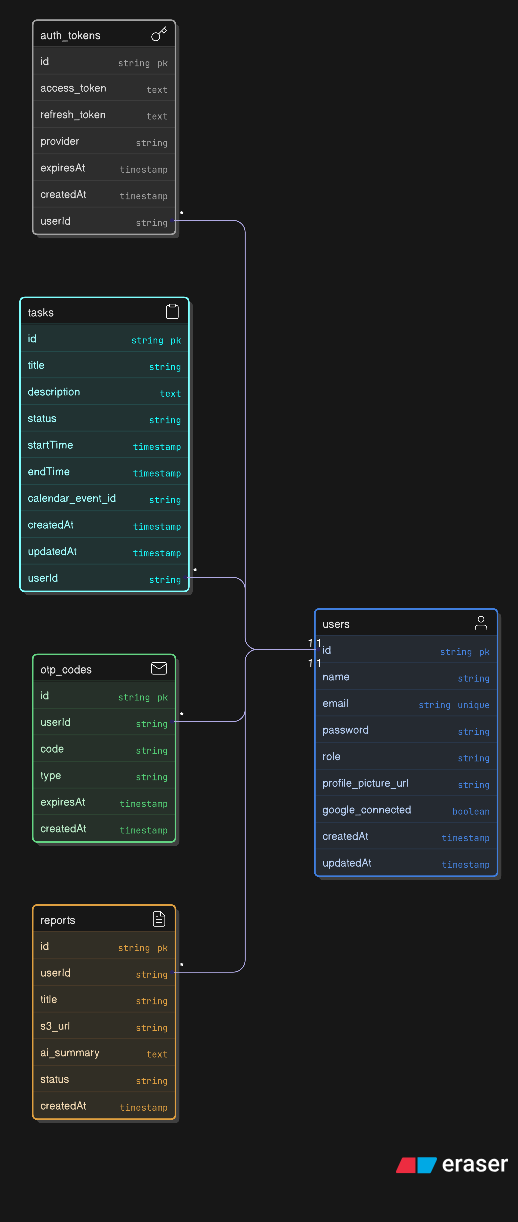 auth_tokens
id string pk
access_token text
refresh_token text
provider string
expiresAt timestamp
createdAt timestamp
userId string
*
tasks
id string pk
title string
description text
status string
startTime timestamp
endTime timestamp
calendar_event_id string
createdAt timestamp
updatedAt timestamp
userId string
*
users
1 1
id string pk
1 1
name string
email string unique
password string
role string
profile_picture_url string
google_connected boolean
createdAt timestamp
updatedAt timestamp
otp_codes
id string pk
*
userId string
code string
type string
expiresAt timestamp
createdAt timestamp
reports
id string pk
*
userId string
title string
s3_url string
ai_summary text
status string
createdAt timestamp
eraser